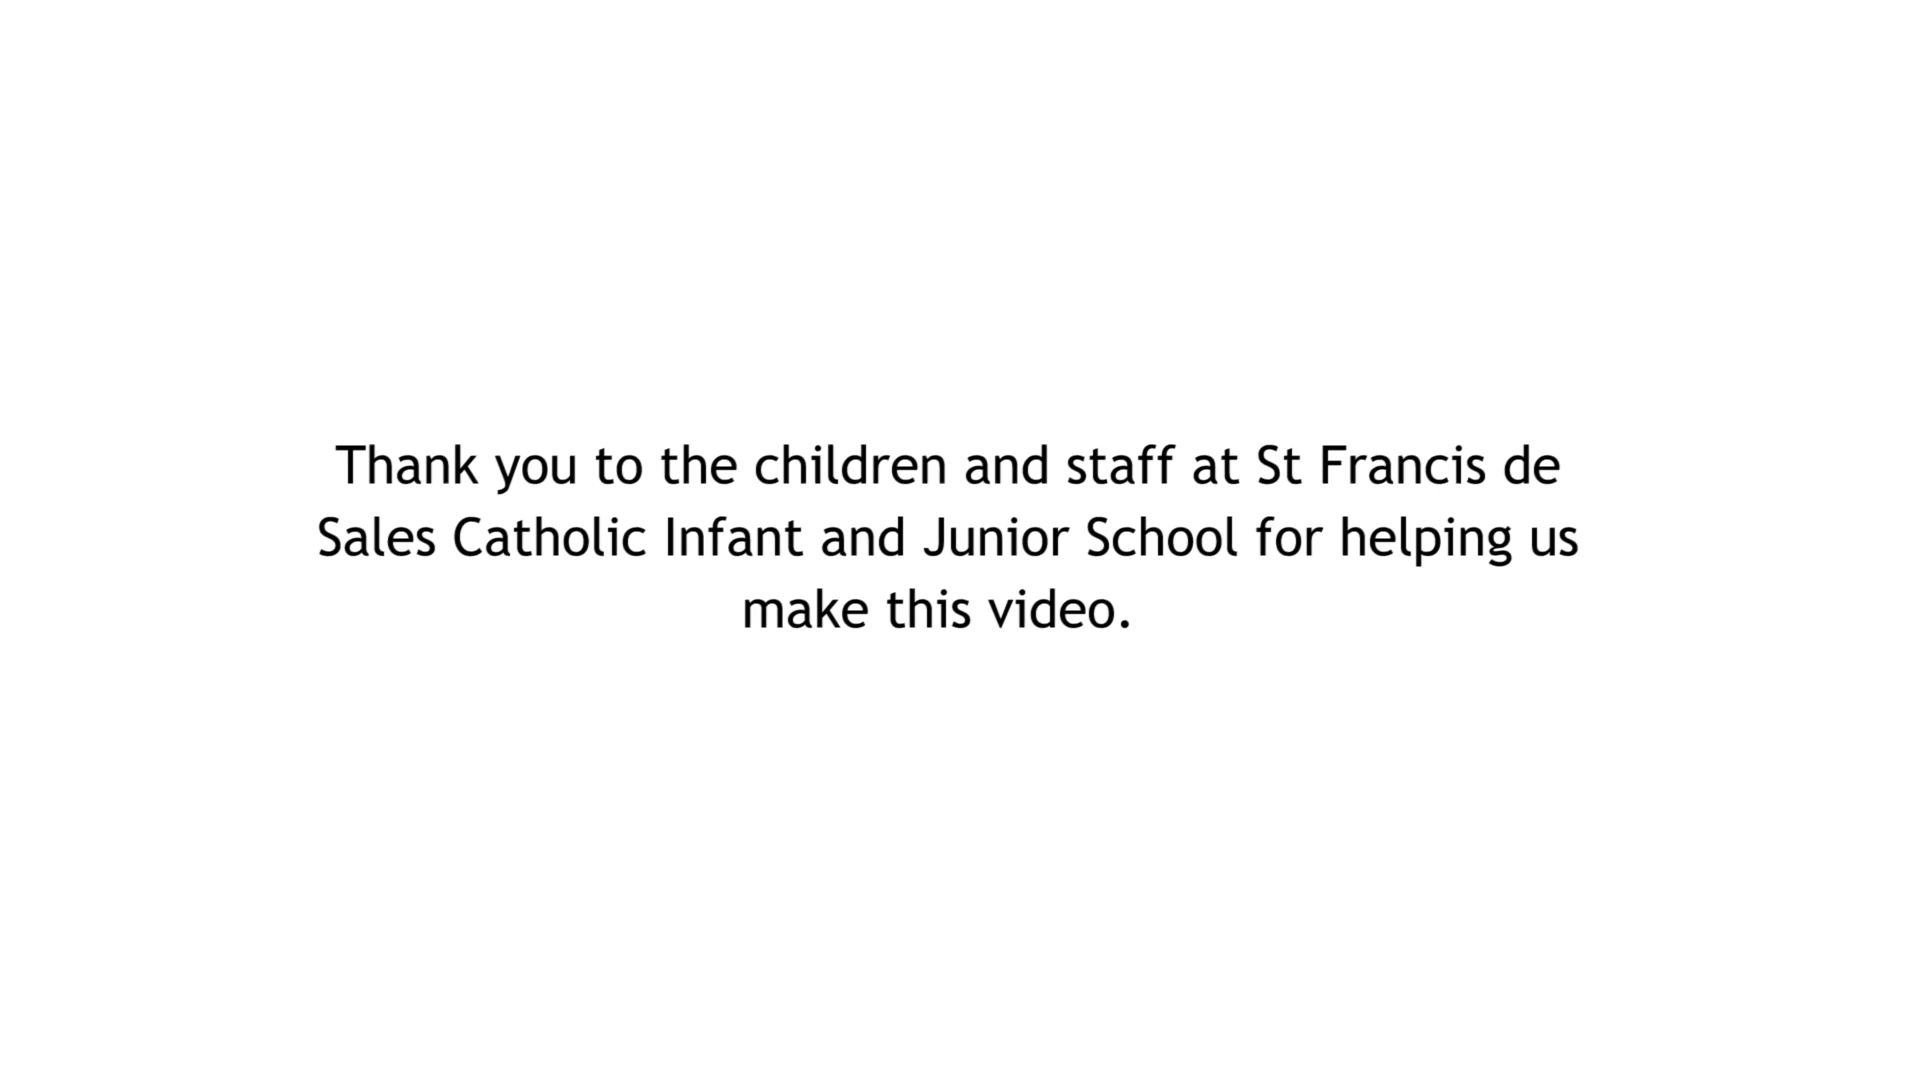 Thank you to the children and staff at St Francis de
Sales Catholic Infant and Junior School for helping us
make this video.